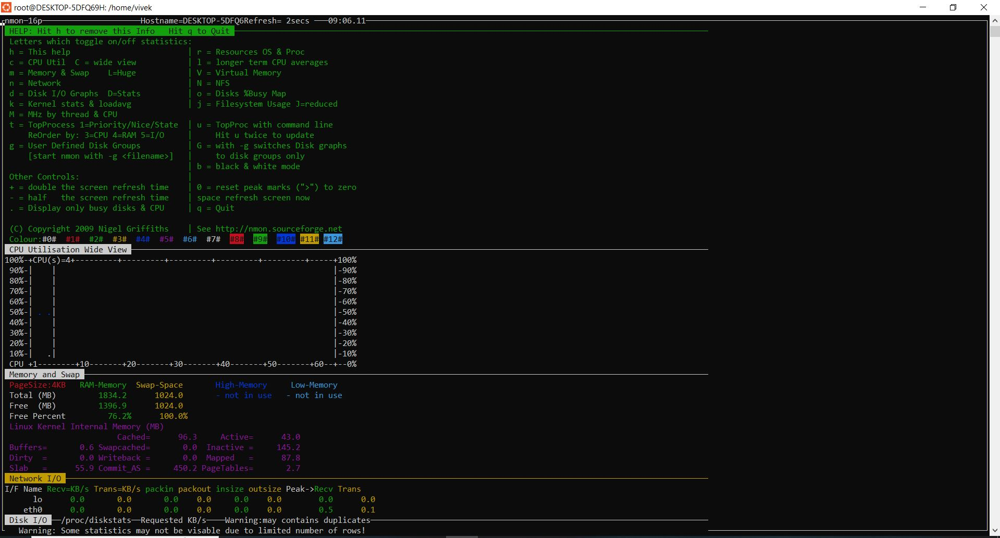 root@DESKTOP-5DFQ69H: /home/vivek
nmon─16p─────────────────────Hostname=DESKTOP-5DFQ6Refresh= 2secs ───09:06.11
HELP: Hit h to remove this Info   Hit q to Quit
Letters which toggle on/off statistics:
h = This help                         | r = Resources OS & Proc
c = CPU Util  C = wide view           | l = longer term CPU averages
m = Memory & Swap    L=Huge           | V = Virtual Memory
n = Network                           | N = NFS
d = Disk I/O Graphs  D=Stats          | o = Disks %Busy Map
k = Kernel stats & loadavg            | j = Filesystem Usage J=reduced
M = MHz by thread & CPU
t = TopProcess 1=Priority/Nice/State  | u = TopProc with command line
    ReOrder by: 3=CPU 4=RAM 5=I/O     |     Hit u twice to update
g = User Defined Disk Groups          | G = with -g switches Disk graphs
    [start nmon with -g <filename>]   |     to disk groups only
                                      | b = black & white mode
Other Controls:                       |
+ = double the screen refresh time    | 0 = reset peak marks (">") to zero
- = half   the screen refresh time    | space refresh screen now
. = Display only busy disks & CPU     | q = Quit
(C) Copyright 2009 Nigel Griffiths    | See http://nmon.sourceforge.net
Colour:#0#  #1#  #2#  #3#  #4#  #5#  #6#  #7#  #8#  #9#  #10# #11# #12#
CPU Utilisation Wide View
100%-+CPU(s)=4+---------+---------+---------+---------+---------+-----+100%
 90%-|    |                                                           |-90%
 80%-|    |                                                           |-80%
 70%-|    |                                                           |-70%
 60%-|    |                                                           |-60%
 50%-| . .|                                                           |-50%
 40%-|    |                                                           |-40%
 30%-|    |                                                           |-30%
 20%-|    |                                                           |-20%
 10%-|   .|                                                           |-10%
 CPU +1--------+10-------+20-------+30-------+40-------+50-------+60--+--0%
Memory and Swap
PageSize:4KB   RAM-Memory  Swap-Space       High-Memory     Low-Memory
Total (MB)         1834.2      1024.0       - not in use   - not in use
Free  (MB)         1396.9      1024.0
Free Percent         76.2%      100.0%
Linux Kernel Internal Memory (MB)
                       Cached=      96.3     Active=      43.0
Buffers=       0.6 Swapcached=       0.0  Inactive =     145.2
Dirty  =       0.0 Writeback =       0.0  Mapped   =      87.8
Slab   =      55.9 Commit_AS =     450.2 PageTables=       2.7
Network I/O
I/F Name Recv=KB/s Trans=KB/s packin packout insize outsize Peak->Recv Trans
      lo      0.0       0.0       0.0    0.0     0.0    0.0        0.0      0.0
    eth0      0.0       0.0       0.0    0.0     0.0    0.0        0.5      0.1
Disk I/O ──/proc/diskstats──Requested KB/s────Warning:may contains duplicates
Warning: Some statistics may not be visable due to limited number of rows!